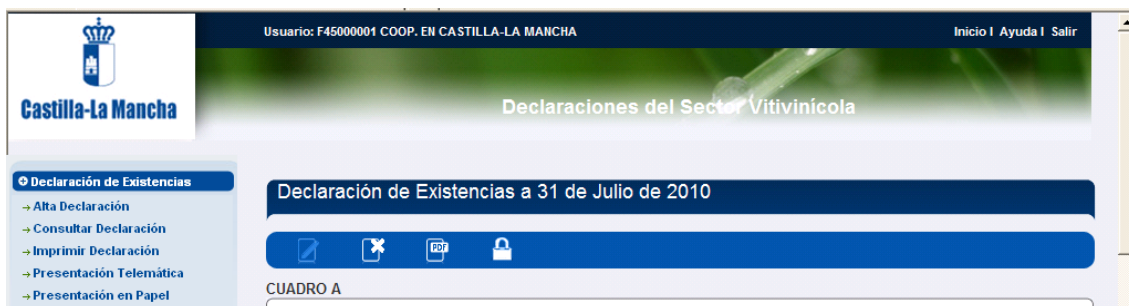 Usuario: F45000001 COOP. EN CASTILLA-LA MANCHA
Inicio I Ayuda I Salir
Castilla-La Mancha
Declaraciones del Sector Vitivinícola
Declaración de Existencias
Alta Declaración
Consultar Declaración
Imprimir Declaración
Presentación Telemática
Presentación en Papel
Declaración de Existencias a 31 de Julio de 2010
PDF
CUADRO A